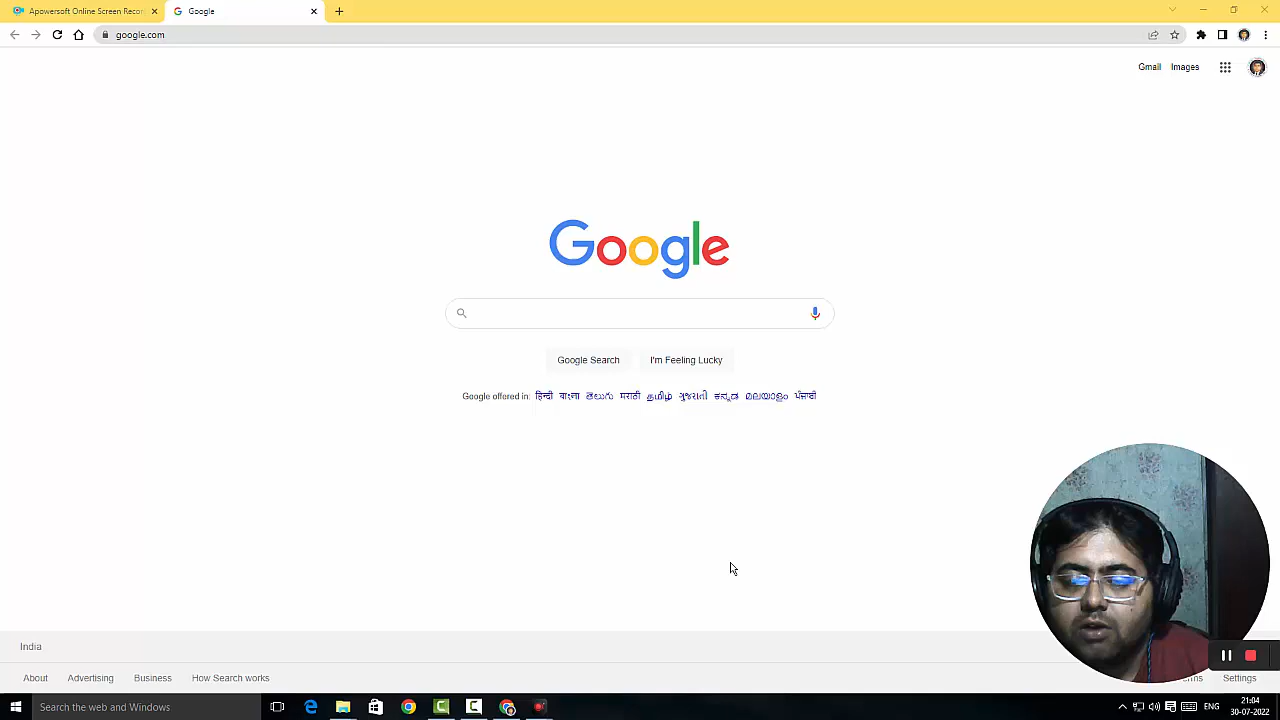 Apowersoft Online Screen Recor
Google
google.com
Gmail Images
Google
Google Search I'm Feeling Lucky
Google offered in: हिन्दी বাংলা తెలుగు मराठी தமிழ் ગુજરાતી ಕನ್ನಡ മലയാളം ਪੰਜਾਬੀ
India
About Advertising Business How Search works Settings
Search the web and Windows
ENG
21:04
30-07-2022